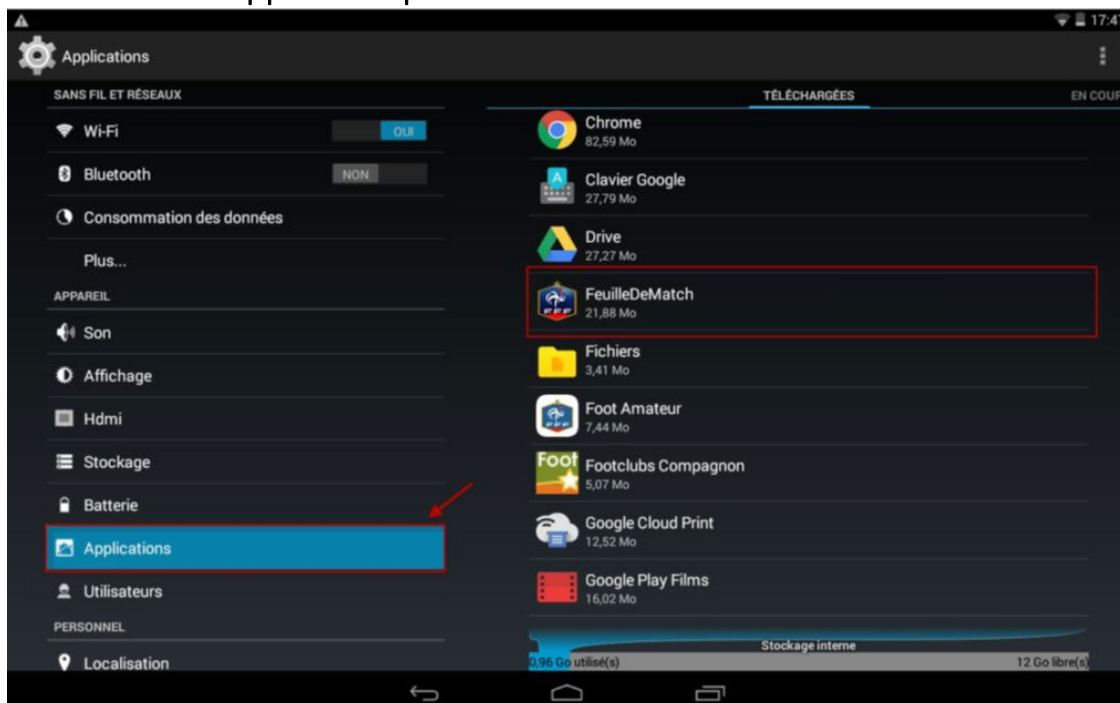 17:4
Applications
SANS FIL ET RÉSEAUX
Wi-Fi
OUI
Bluetooth
NON
Consommation des données
Plus...
APPAREIL
Son
Affichage
Hdmi
Stockage
Batterie
Applications
Utilisateurs
PERSONNEL
Localisation
TÉLÉCHARGÉES
EN COUR
Chrome
82,59 Mo
Clavier Google
27,79 Mo
Drive
27,27 Mo
FeuilleDeMatch
21,88 Mo
Fichiers
3,41 Mo
Foot Amateur
7,44 Mo
Foot
Footclubs Compagnon
5,07 Mo
Google Cloud Print
12,52 Mo
Google Play Films
16,02 Mo
Stockage interne
0,96 Go utilisé(s)
12 Go libre(s)